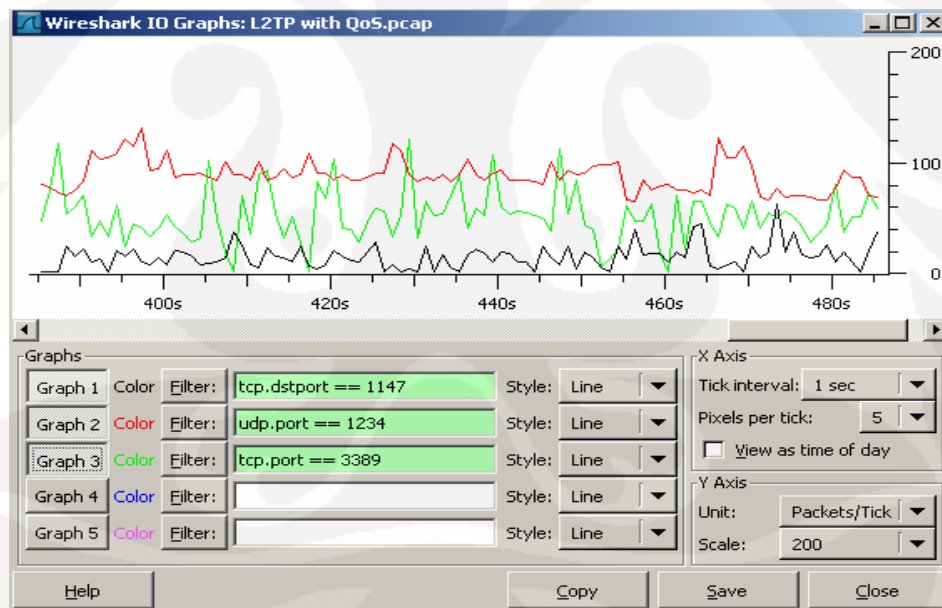 Wireshark IO Graphs: L2TP with QoS.pcap
200
100
0
400s 420s 440s 460s 480s
Graphs
Graph 1 Color Filter: tcp.dstport == 1147 Style: Line
Graph 2 Color Filter: udp.port == 1234 Style: Line
Graph 3 Color Filter: tcp.port == 3389 Style: Line
Graph 4 Color Filter: Style: Line
Graph 5 Color Filter: Style: Line
X Axis
Tick interval: 1 sec
Pixels per tick: 5
View as time of day
Y Axis
Unit: Packets/Tick
Scale: 200
Help Copy Save Close